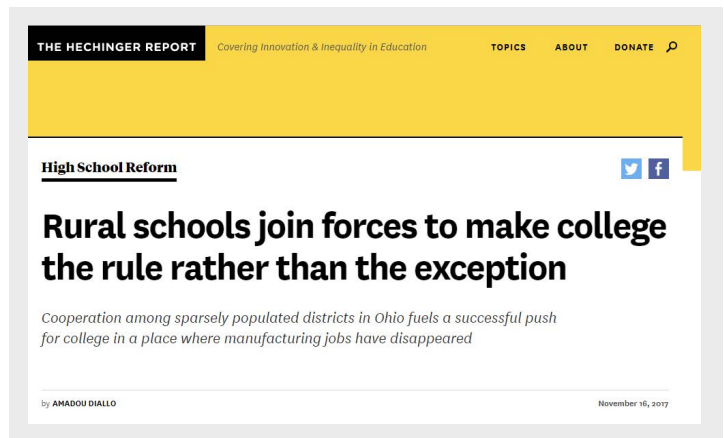 THE HECHINGER REPORT Covering Innovation & Inequality in Education TOPICS ABOUT DONATE
High School Reform
Rural schools join forces to make college
the rule rather than the exception
Cooperation among sparsely populated districts in Ohio fuels a successful push
for college in a place where manufacturing jobs have disappeared
by AMADOU DIALLO November 16, 2017